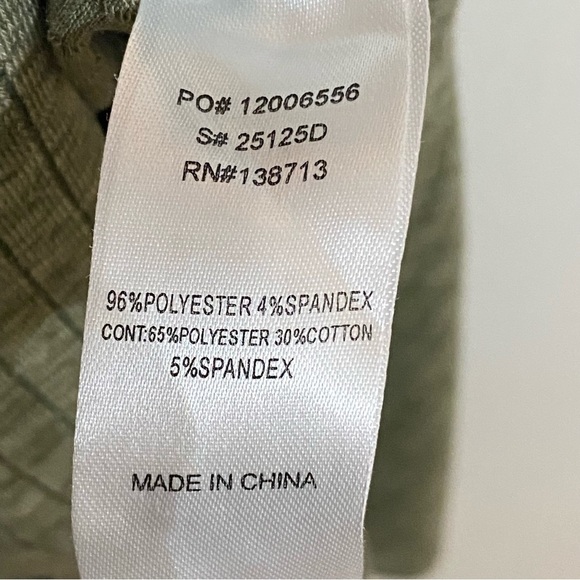 PO# 12006556
S# 25125D
RN#138713
96%POLYESTER 4%SPANDEX
CONT:65%POLYESTER 30%COTTON
5%SPANDEX
MADE IN CHINA